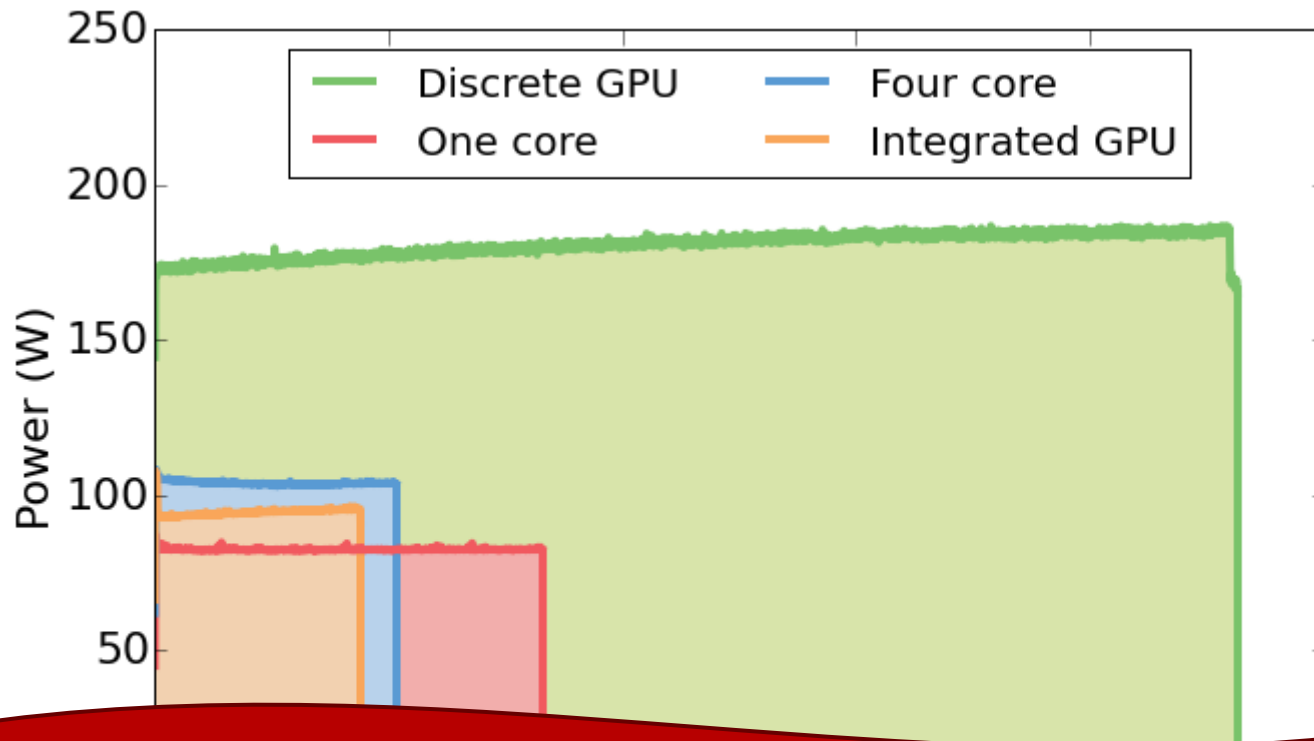 250
Discrete GPU
Four core
One core
Integrated GPU
200
150
Power (W)
100
50